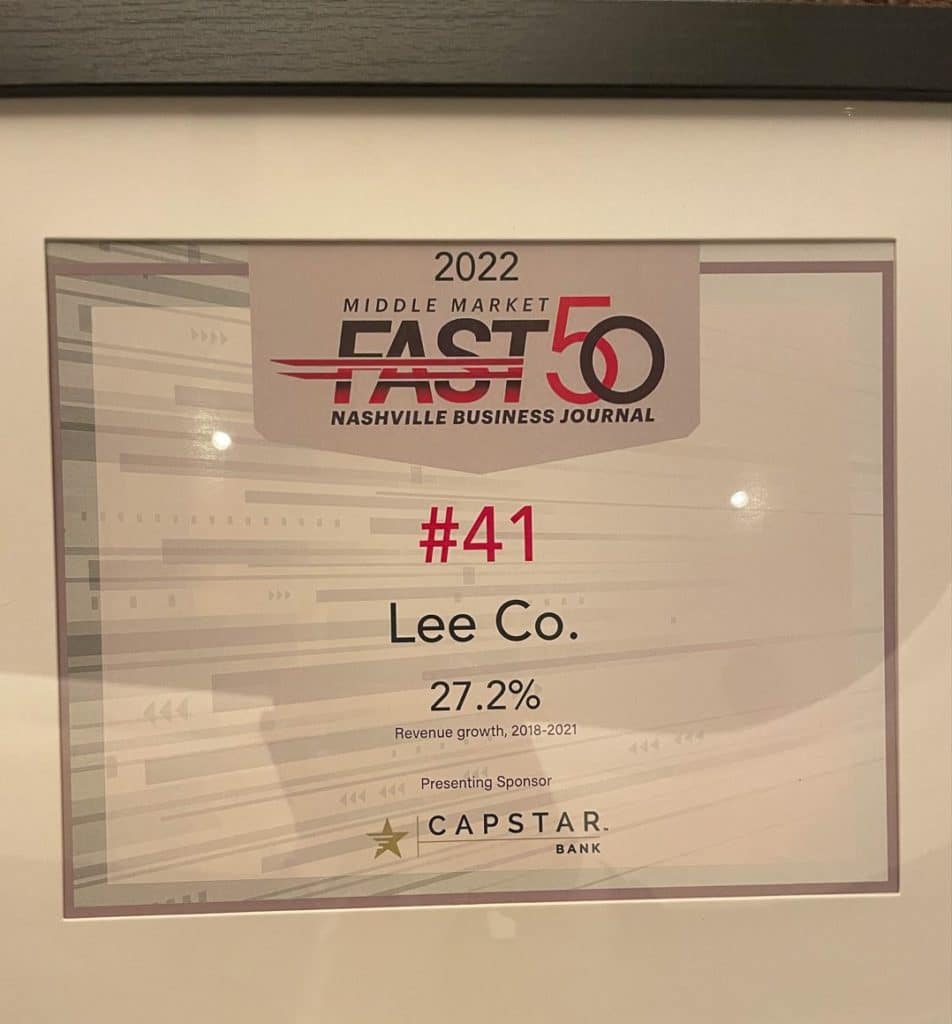 2022
MIDDLE MARKET
FAST 50
NASHVILLE BUSINESS JOURNAL
#41
Lee Co.
27.2%
Revenue growth, 2018-2021
Presenting Sponsor
CAPSTAR™
BANK